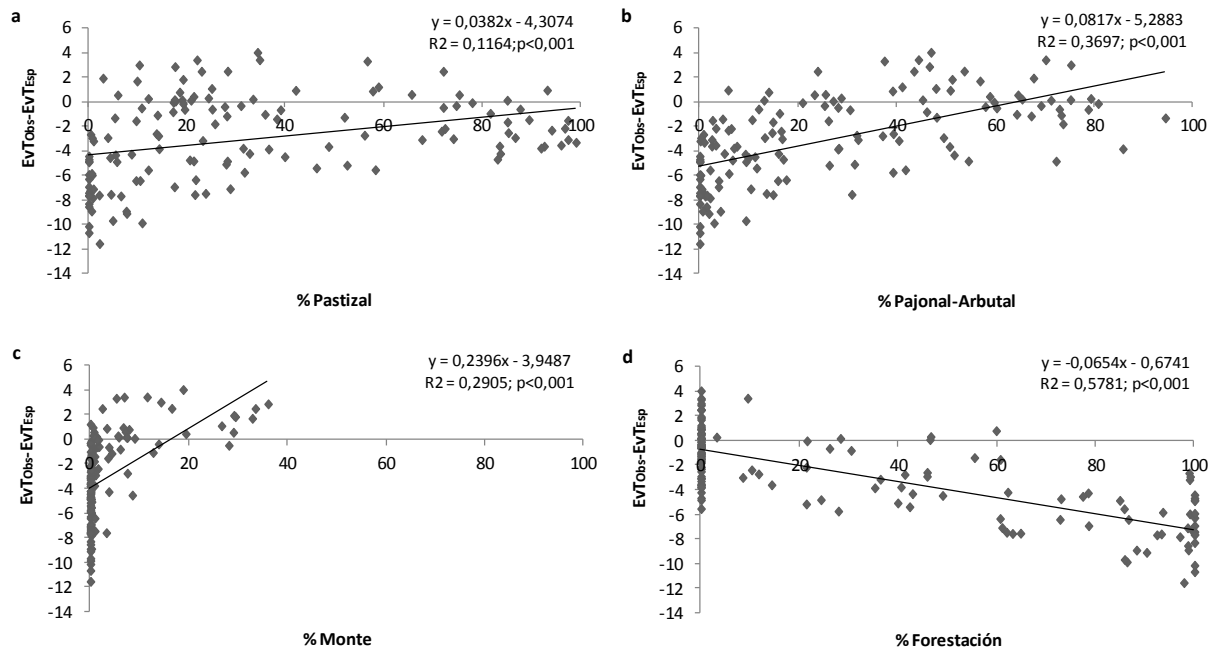 a
y = 0,0382x - 4,3074
R2 = 0,1164;p<0,001
EvTObs-EvTEsp
6
4
2
0
-2
-4
-6
-8
-10
-12
-14
0 20 40 60 80 100
% Pastizal
b
y = 0,0817x - 5,2883
R2 = 0,3697; p<0,001
EvTObs-EvTEsp
6
4
2
0
-2
-4
-6
-8
-10
-12
-14
0 20 40 60 80 100
% Pajonal-Arbutal
c
y = 0,2396x - 3,9487
R2 = 0,2905; p<0,001
EvTObs-EvTEsp
6
4
2
0
-2
-4
-6
-8
-10
-12
-14
0 20 40 60 80 100
% Monte
d
y = -0,0654x - 0,6741
R2 = 0,5781; p<0,001
EvTObs-EvTEsp
6
4
2
0
-2
-4
-6
-8
-10
-12
-14
0 20 40 60 80 100
% Forestación